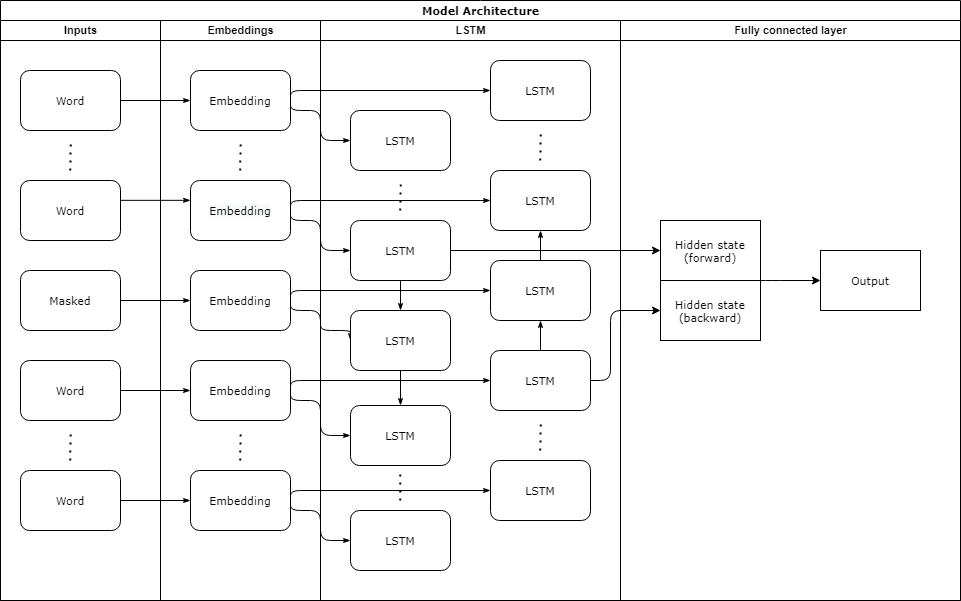 Model Architecture
Inputs
Embeddings
LSTM
Fully connected layer
Word
Embedding
LSTM
LSTM
Word
Embedding
LSTM
LSTM
Hidden state
(forward)
Masked
Embedding
LSTM
LSTM
Hidden state
(backward)
Output
Word
Embedding
LSTM
LSTM
Word
Embedding
LSTM
LSTM